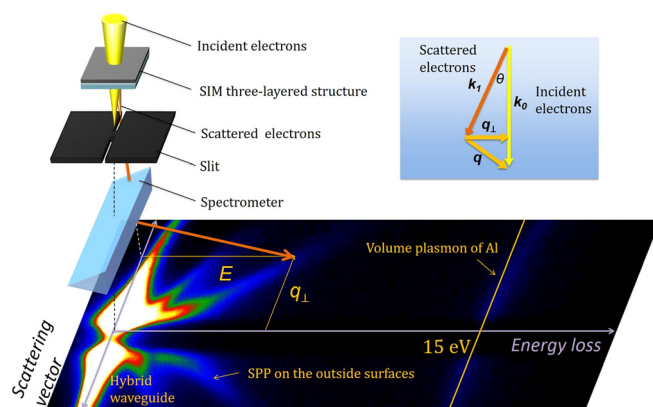 Incident electrons
SIM three-layered structure
Scattered electrons
Slit
Spectrometer
Scattered
electrons
k₁
θ
k₀
Incident
electrons
q⊥
q
Volume plasmon of Al
E
q⊥
15 eV
Energy loss
Scattering
vector
Hybrid
waveguide
SPP on the outside surfaces